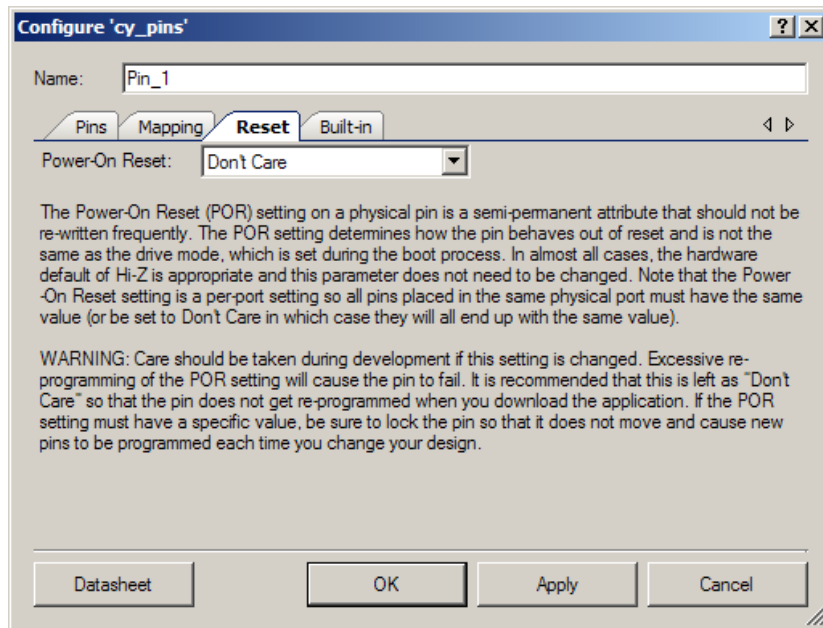 Configure 'cy_pins'
Name: Pin_1
Pins Mapping Reset Built-in
Power-On Reset: Don't Care
The Power-On Reset (POR) setting on a physical pin is a semi-permanent attribute that should not be
re-written frequently. The POR setting determines how the pin behaves out of reset and is not the
same as the drive mode, which is set during the boot process. In almost all cases, the hardware
default of Hi-Z is appropriate and this parameter does not need to be changed. Note that the Power
-On Reset setting is a per-port setting so all pins placed in the same physical port must have the same
value (or be set to Don't Care in which case they will all end up with the same value).
WARNING: Care should be taken during development if this setting is changed. Excessive re-
programming of the POR setting will cause the pin to fail. It is recommended that this is left as "Don't
Care" so that the pin does not get re-programmed when you download the application. If the POR
setting must have a specific value, be sure to lock the pin so that it does not move and cause new
pins to be programmed each time you change your design.
Datasheet OK Apply Cancel